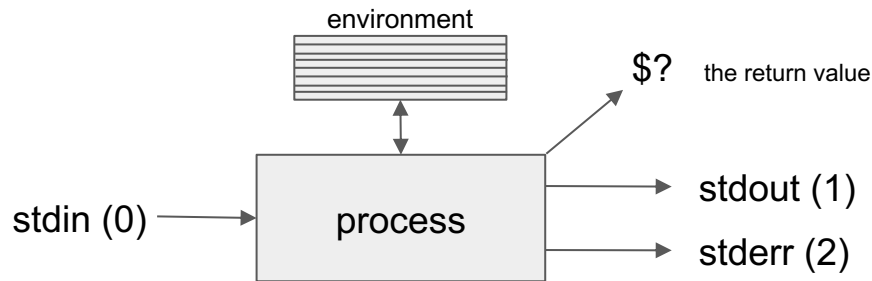 environment
$? the return value
stdin (0)
process
stdout (1)
stderr (2)